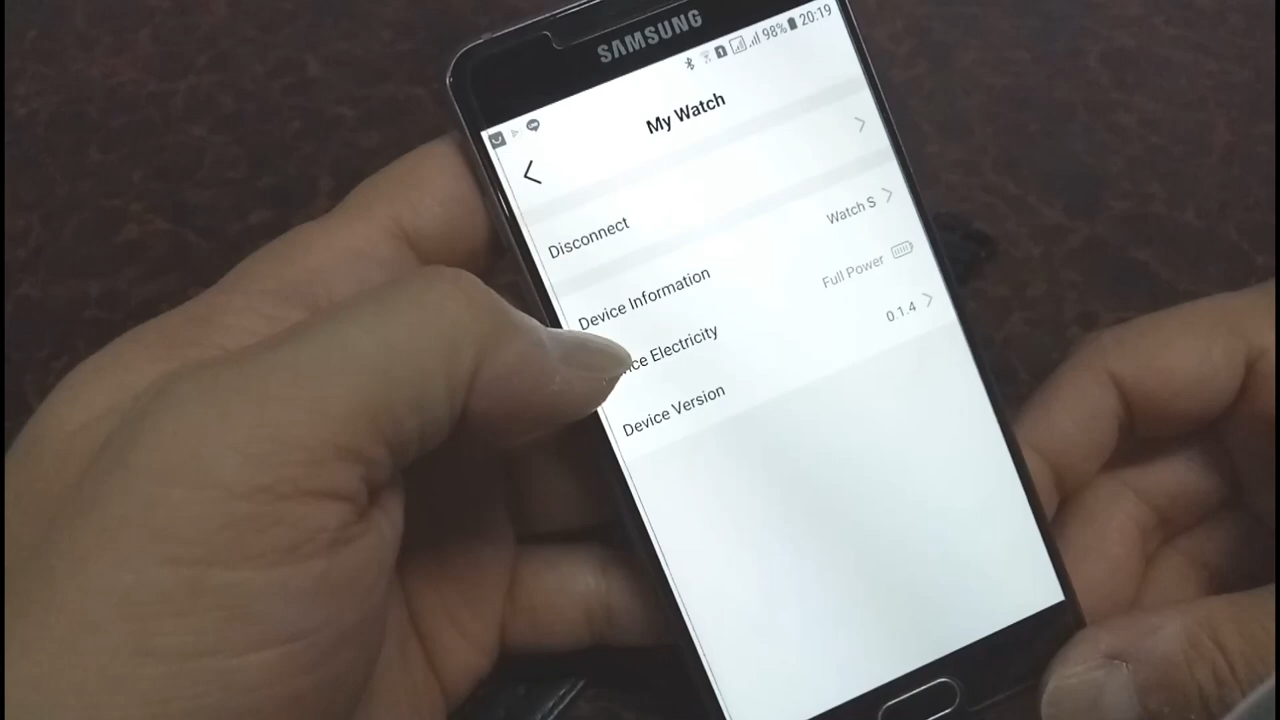 SAMSUNG
98% 20:19
My Watch
Disconnect
Device Information Watch S
ce Electricity Full Power
Device Version 0.1.4